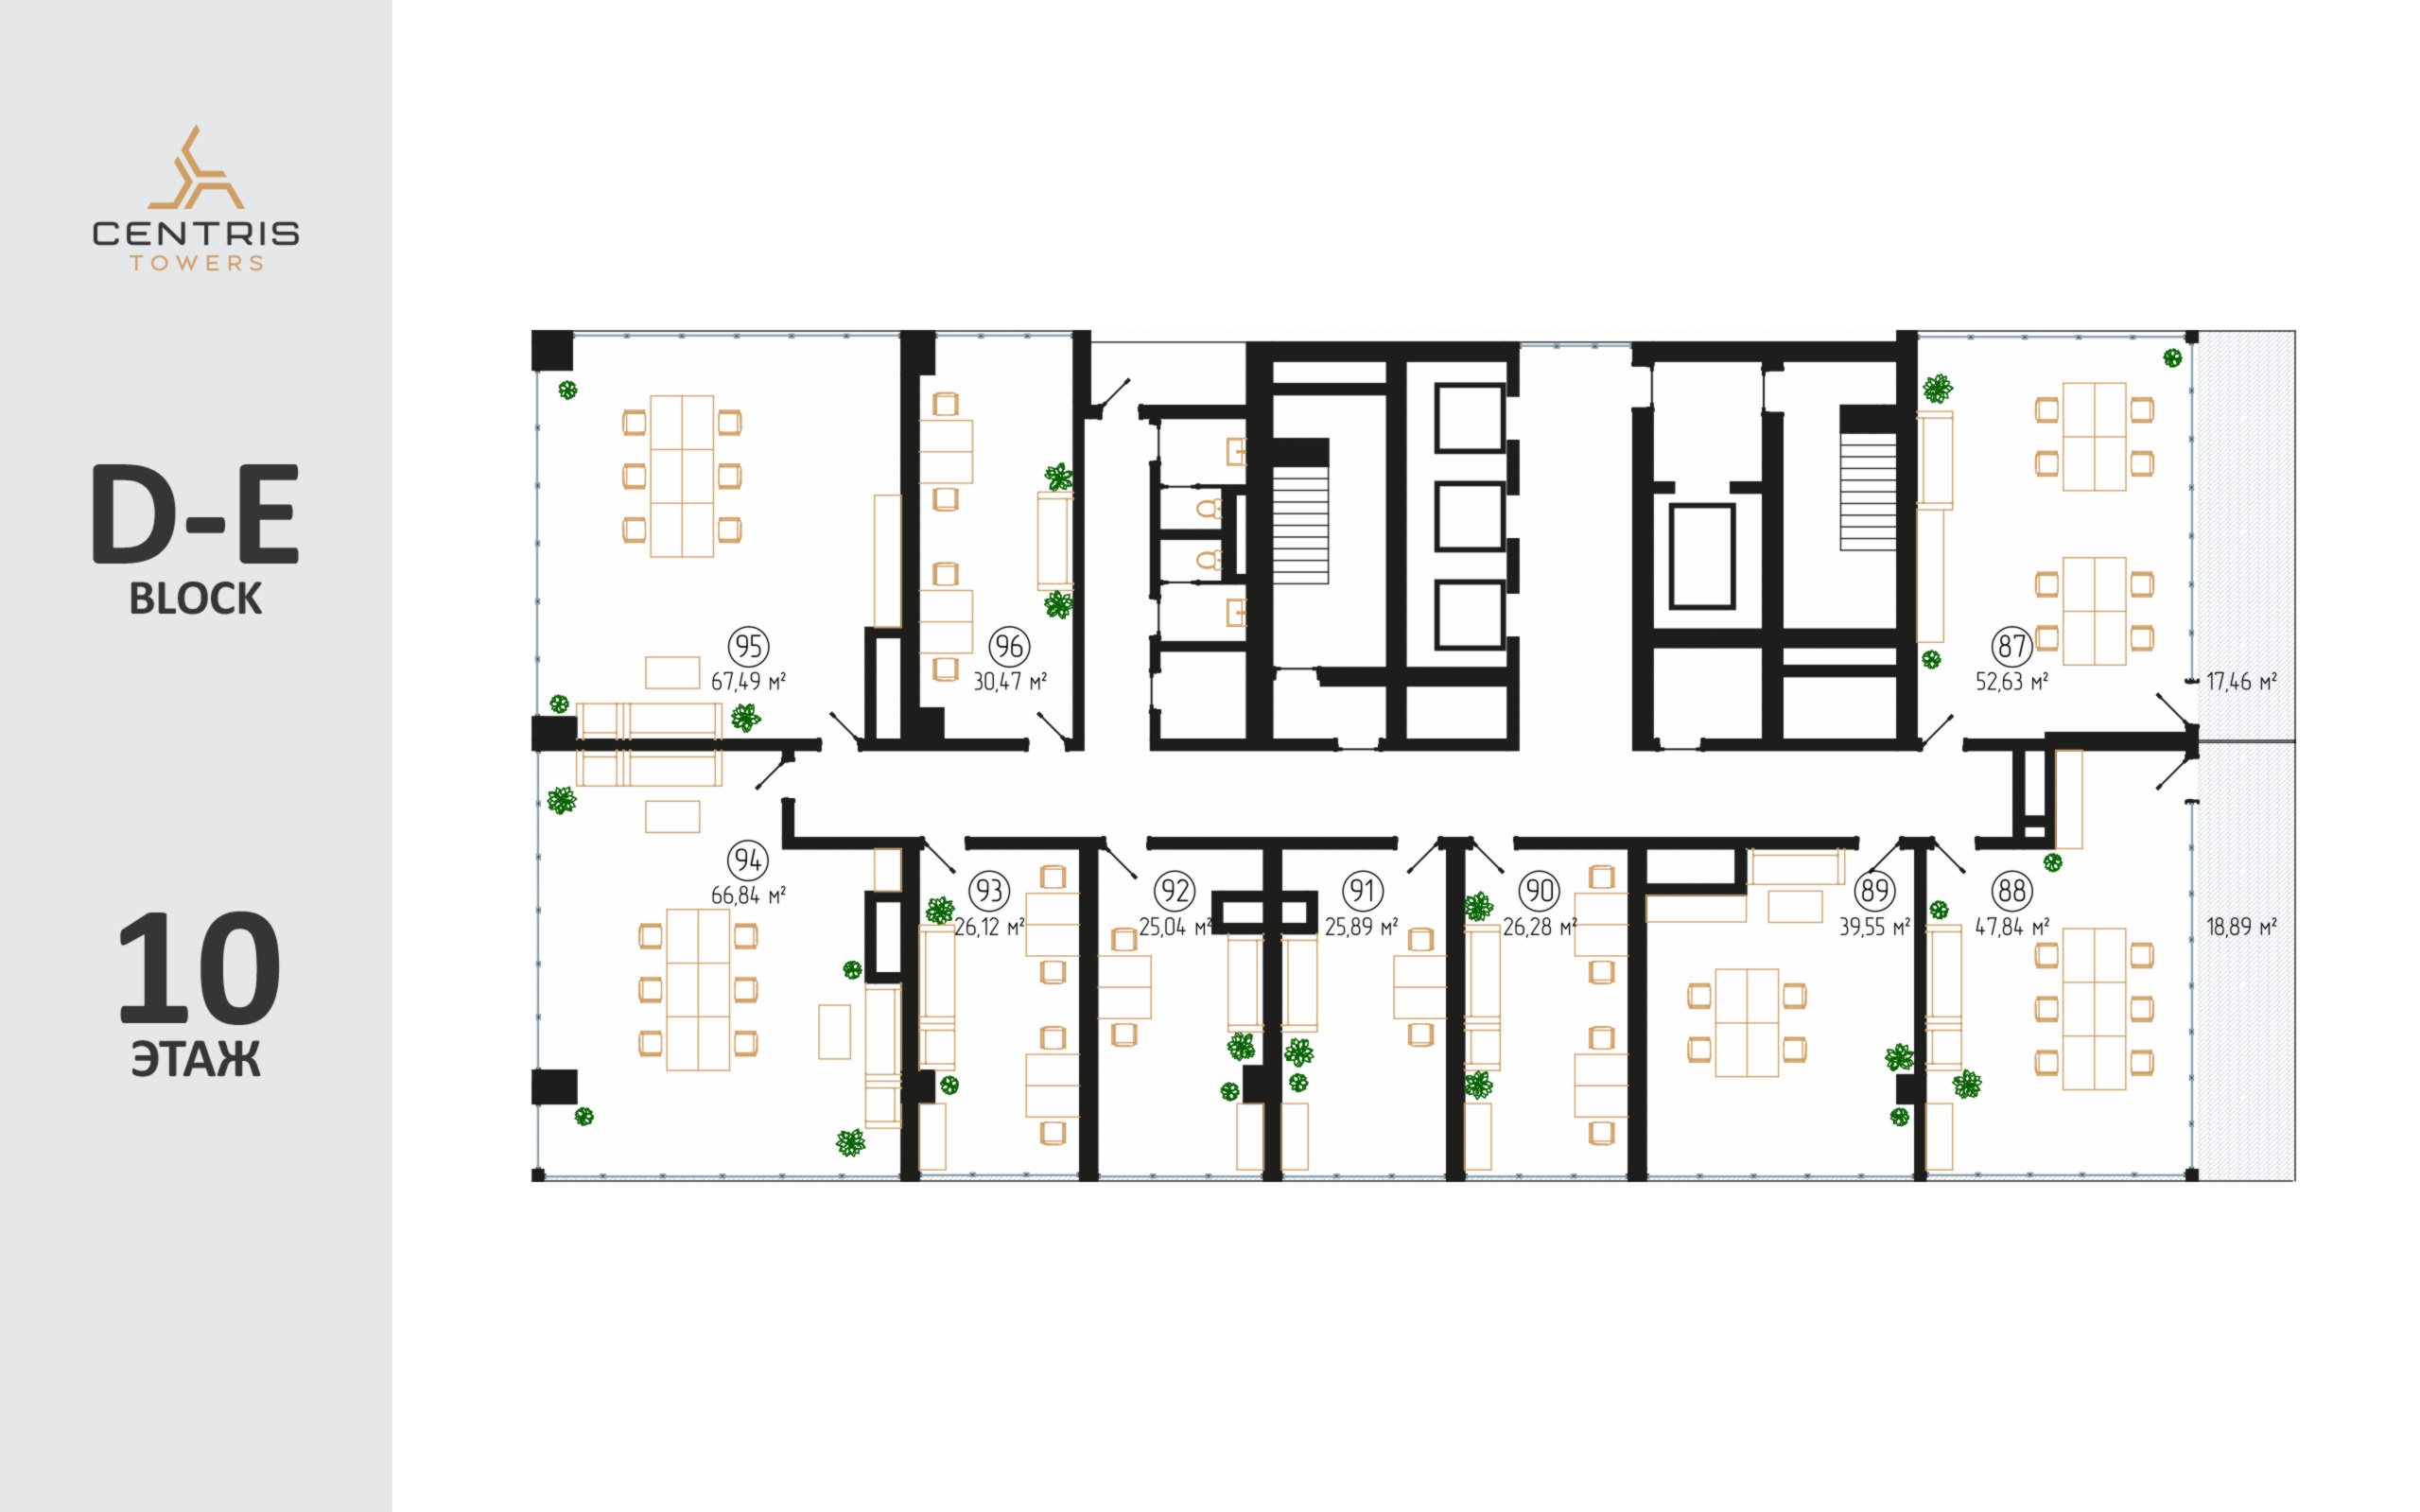 CENTRIS
TOWERS
D-E
BLOCK
10
ЭТАЖ
95
67,49 м²
96
30,47 м²
87
52,63 м²
17,46 м²
94
66,84 м²
93
26,12 м²
92
25,04 м²
91
25,89 м²
90
26,28 м²
89
39,55 м²
88
47,84 м²
18,89 м²